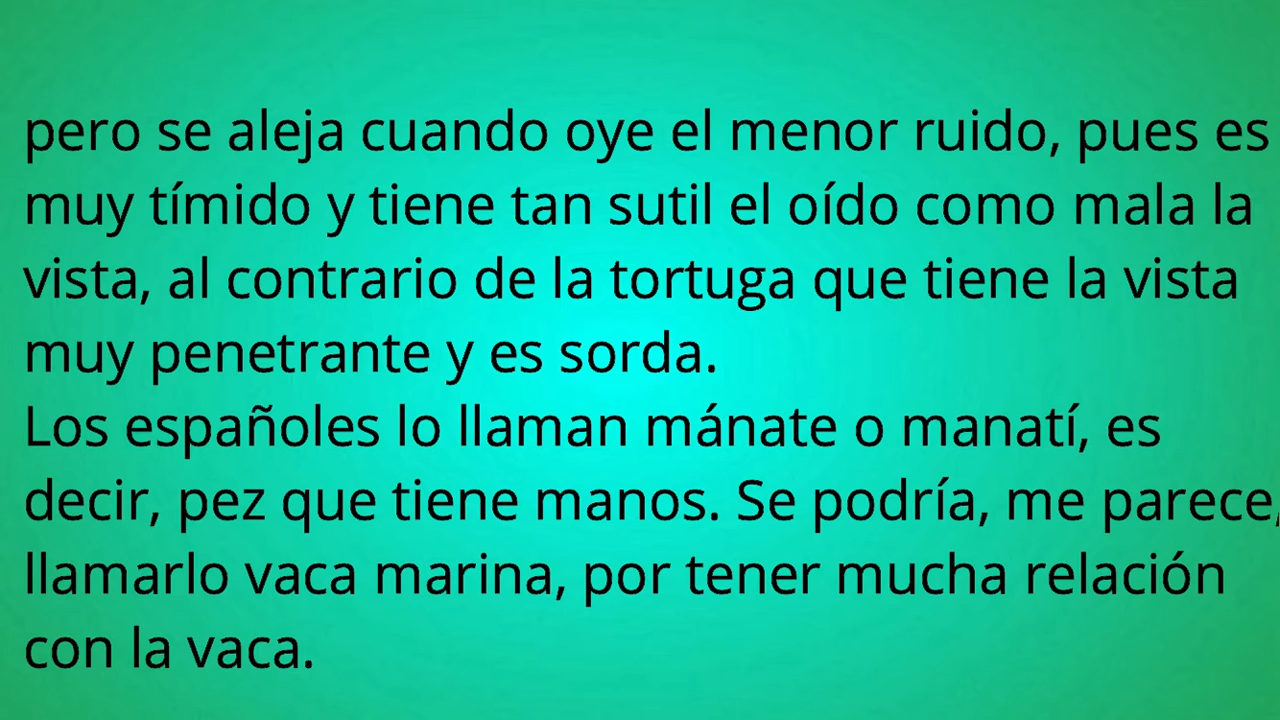 pero se aleja cuando oye el menor ruido, pues es
muy tímido y tiene tan sutil el oído como mala la
vista, al contrario de la tortuga que tiene la vista
muy penetrante y es sorda.
Los españoles lo llaman mánate o manatí, es
decir, pez que tiene manos. Se podría, me parece,
llamarlo vaca marina, por tener mucha relación
con la vaca.